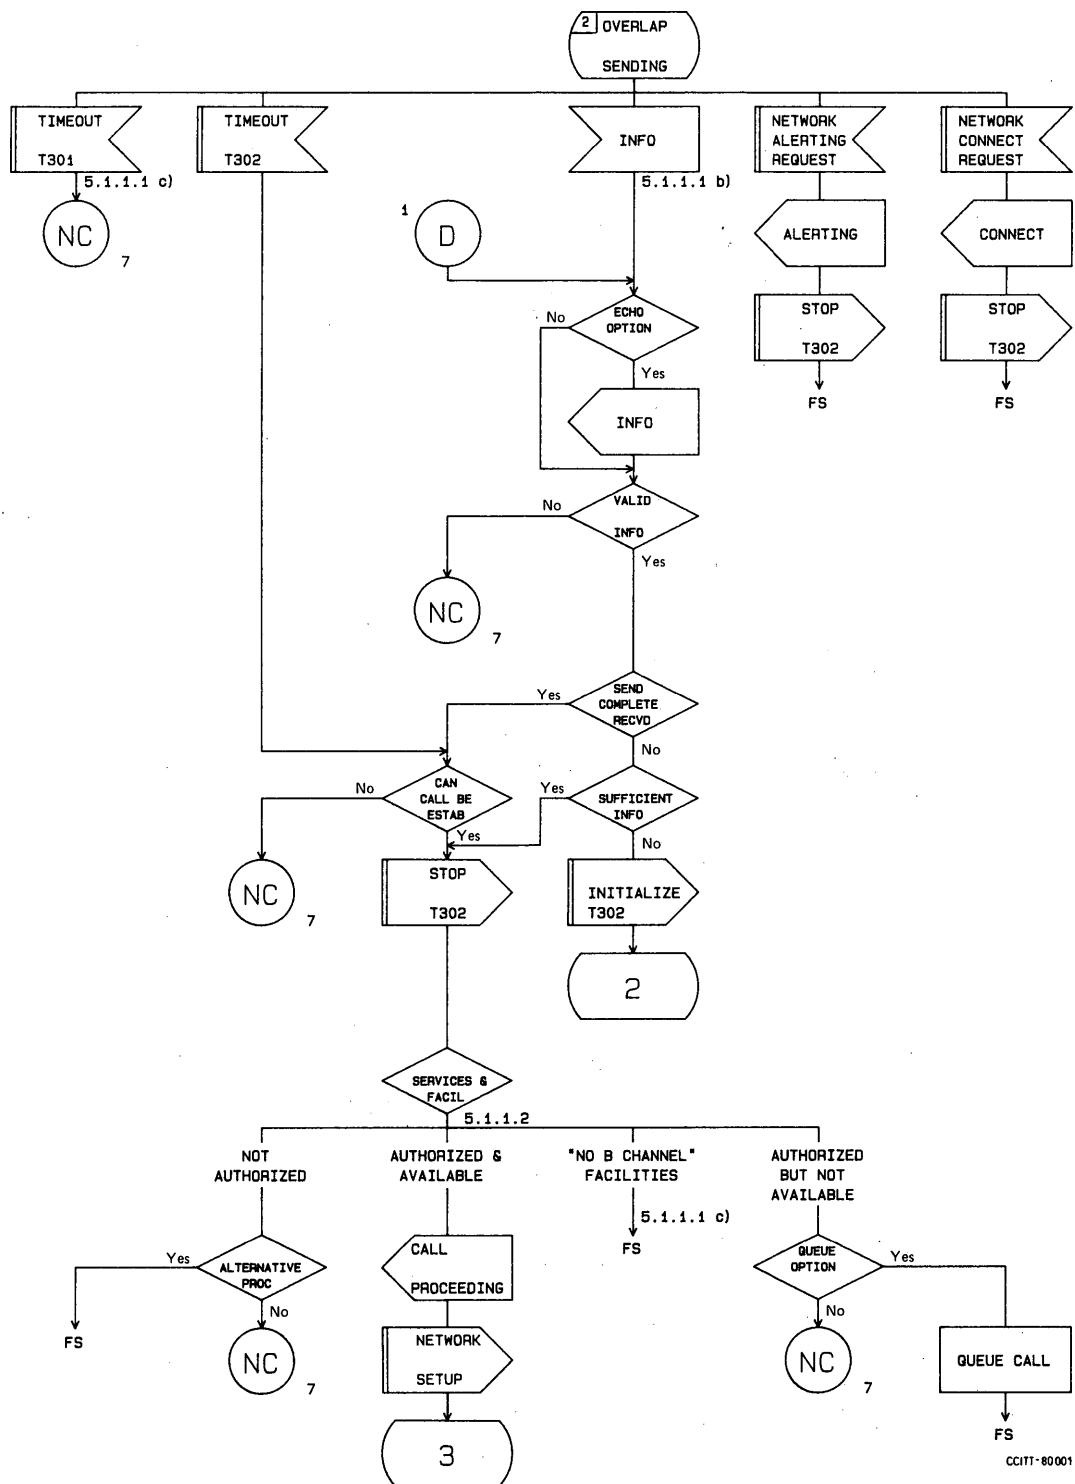 2 OVERLAP
SENDING
TIMEOUT
T301
TIMEOUT
T302
INFO
NETWORK
ALERTING
REQUEST
NETWORK
CONNECT
REQUEST
5.1.1.1 c)
5.1.1.1 b)
NC
7
1
D
ALERTING
CONNECT
No
ECHO
OPTION
Yes
STOP
T302
STOP
T302
FS
FS
INFO
No
VALID
INFO
Yes
NC
7
Yes
SEND
COMPLETE
RECVD
No
No
CAN
CALL BE
ESTAB
Yes
Yes
SUFFICIENT
INFO
No
NC
7
STOP
T302
INITIALIZE
T302
2
SERVICES &
FACIL
5.1.1.2
NOT
AUTHORIZED
AUTHORIZED &
AVAILABLE
"NO B CHANNEL"
FACILITIES
AUTHORIZED
BUT NOT
AVAILABLE
5.1.1.1 c)
FS
Yes
ALTERNATIVE
PROC
No
FS
NC
7
CALL
PROCEEDING
NETWORK
SETUP
3
QUEUE
OPTION
Yes
No
NC
7
QUEUE CALL
FS
CCITT-80001